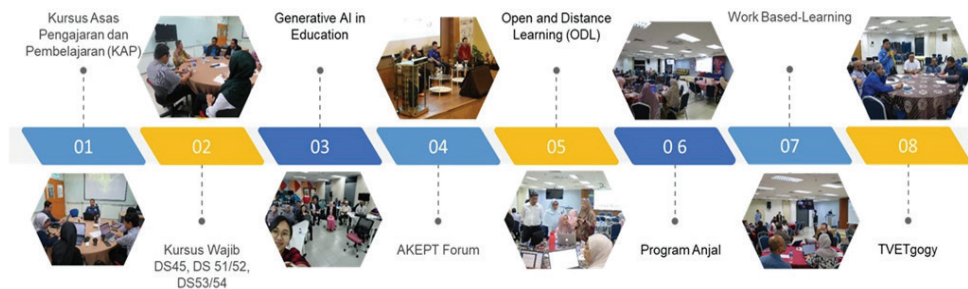 Kursus Asas
Pengajaran dan
Pembelajaran (KAP)
Generative AI in
Education
Open and Distance
Learning (ODL)
Work Based-Learning
01
02
03
04
05
0 6
07
08
Kursus Wajib
DS45, DS 51/52,
DS53/54
AKEPT Forum
Program Anjal
TVETgogy